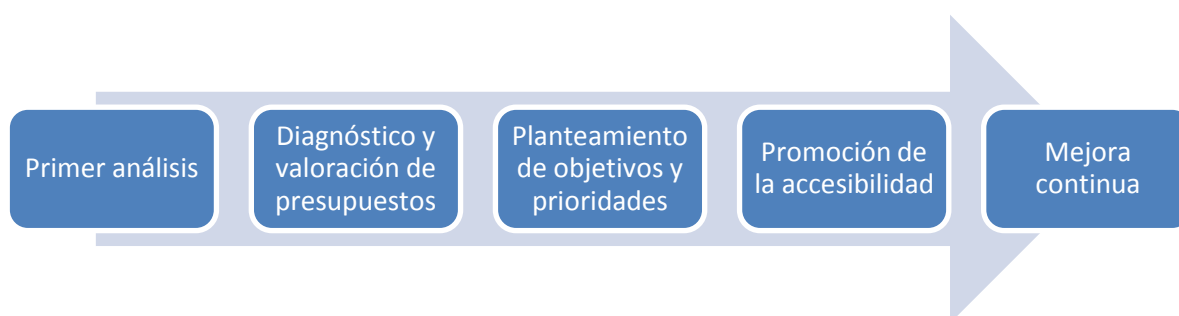 Primer análisis
Diagnóstico y
valoración de
presupuestos
Planteamiento
de objetivos y
prioridades
Promoción de
la accesibilidad
Mejora
continua